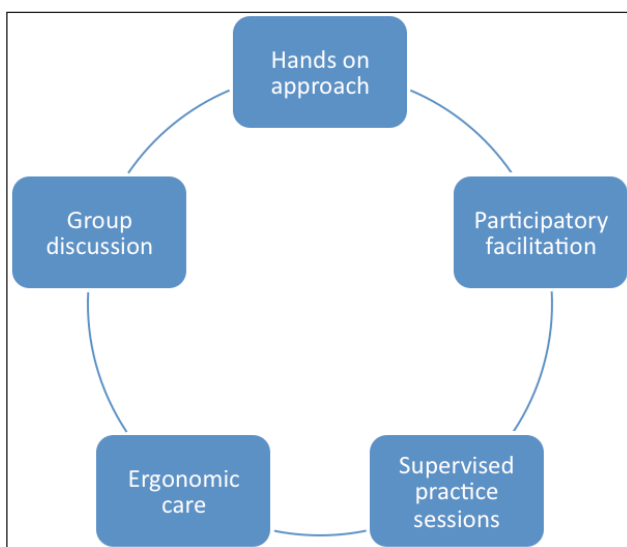 Hands on
approach
Participatory
facilitation
Supervised
practice
sessions
Ergonomic
care
Group
discussion